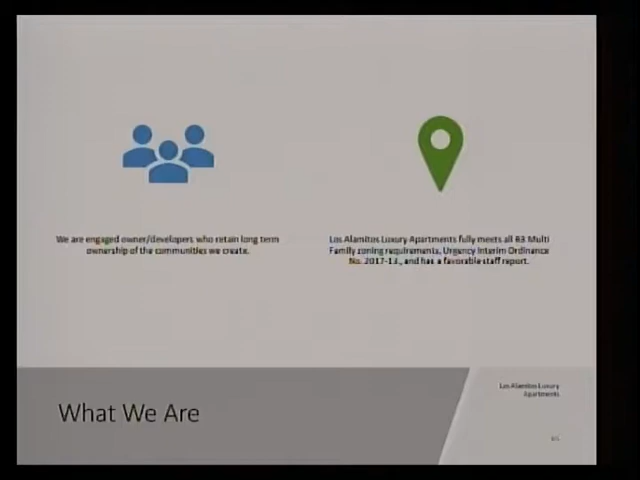 We are engaged owner/developers who retain long term
ownership of the communities we create.
Los Alamitos Luxury Apartments fully meets all R3 Multi
Family zoning requirements, Urgency Interim Ordinance
No. 2017-13., and has a favorable staff report.
What We Are
Los Alamitos Luxury
Apartments